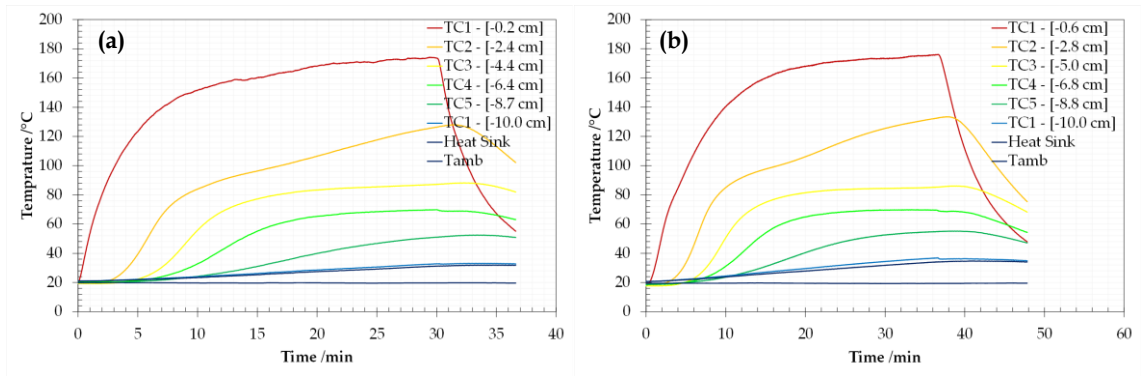 (a)
200
180
160
140
120
100
80
60
40
20
0
Temprature /°C
0 5 10 15 20 25 30 35 40
Time /min
TC1 - [-0.2 cm]
TC2 - [-2.4 cm]
TC3 - [-4.4 cm]
TC4 - [-6.4 cm]
TC5 - [-8.7 cm]
TC1 - [-10.0 cm]
Heat Sink
Tamb
(b)
200
180
160
140
120
100
80
60
40
20
0
Temperature /°C
0 10 20 30 40 50 60
Time /min
TC1 - [-0.6 cm]
TC2 - [-2.8 cm]
TC3 - [-5.0 cm]
TC4 - [-6.8 cm]
TC5 - [-8.8 cm]
TC1 - [-10.0 cm]
Heat Sink
Tamb